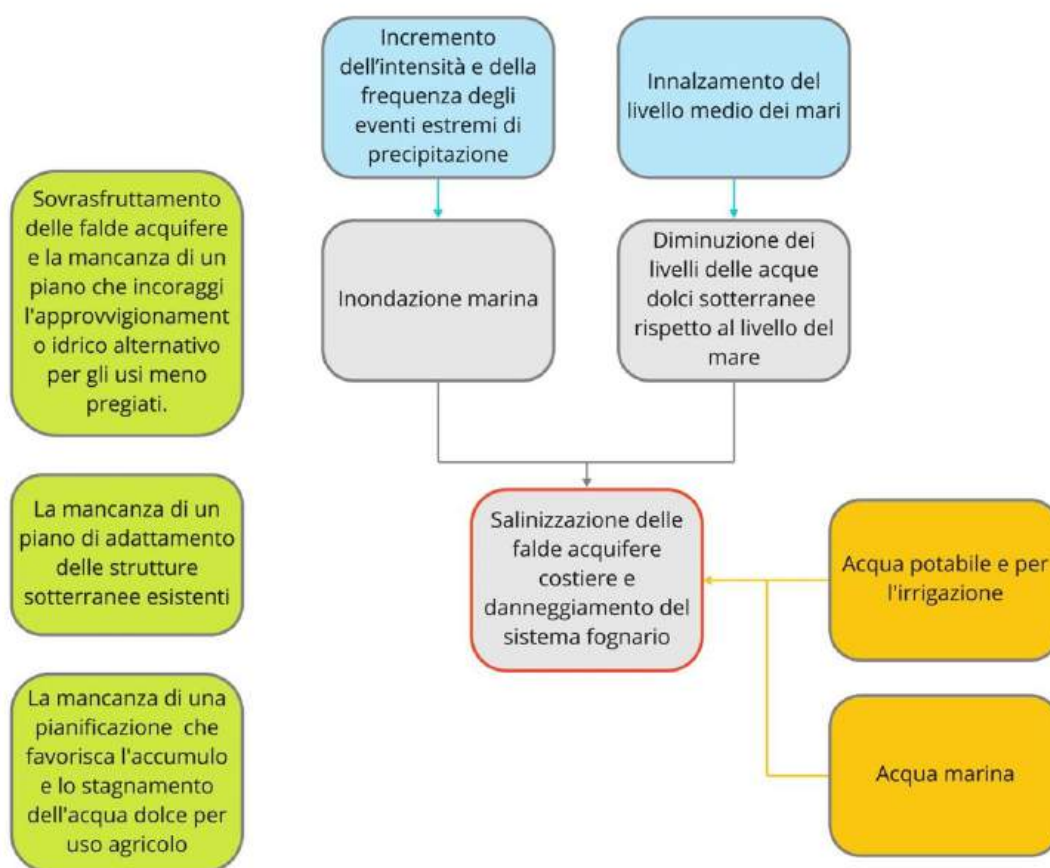 Incremento
dell'intensità e della
frequenza degli
eventi estremi di
precipitazione
Innalzamento del
livello medio dei mari
Sovrasfruttamento
delle falde acquifere
e la mancanza di un
piano che incoraggi
l'approvvigionament
o idrico alternativo
per gli usi meno
pregiati.
Inondazione marina
Diminuzione dei
livelli delle acque
dolci sotterranee
rispetto al livello del
mare
La mancanza di un
piano di adattamento
delle strutture
sotterranee esistenti
Salinizzazione delle
falde acquifere
costiere e
danneggiamento del
sistema fognario
Acqua potabile e per
l'irrigazione
La mancanza di una
pianificazione che
favorisca l'accumulo
e lo stagnamento
dell'acqua dolce per
uso agricolo
Acqua marina